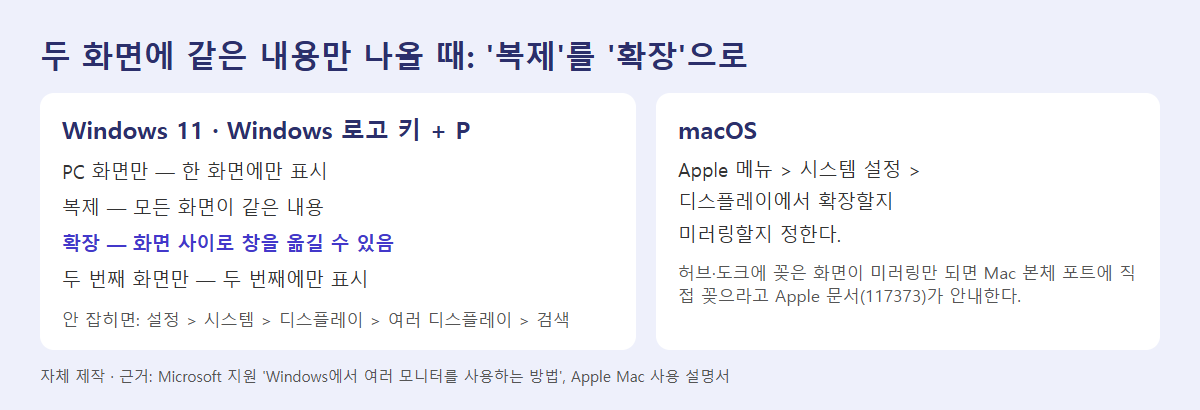 두 화면에 같은 내용만 나올 때: '복제'를 '확장'으로
Windows 11 · Windows 로고 키 + P
PC 화면만 — 한 화면에만 표시
복제 — 모든 화면이 같은 내용
확장 — 화면 사이로 창을 옮길 수 있음
두 번째 화면만 — 두 번째에만 표시
안 잡히면: 설정 > 시스템 > 디스플레이 > 여러 디스플레이 > 검색
macOS
Apple 메뉴 > 시스템 설정 >
디스플레이에서 확장할지
미러링할지 정한다.
허브·도크에 꽂은 화면이 미러링만 되면 Mac 본체 포트에 직
접 꽂으라고 Apple 문서(117373)가 안내한다.
자체 제작 · 근거: Microsoft 지원 'Windows에서 여러 모니터를 사용하는 방법', Apple Mac 사용 설명서